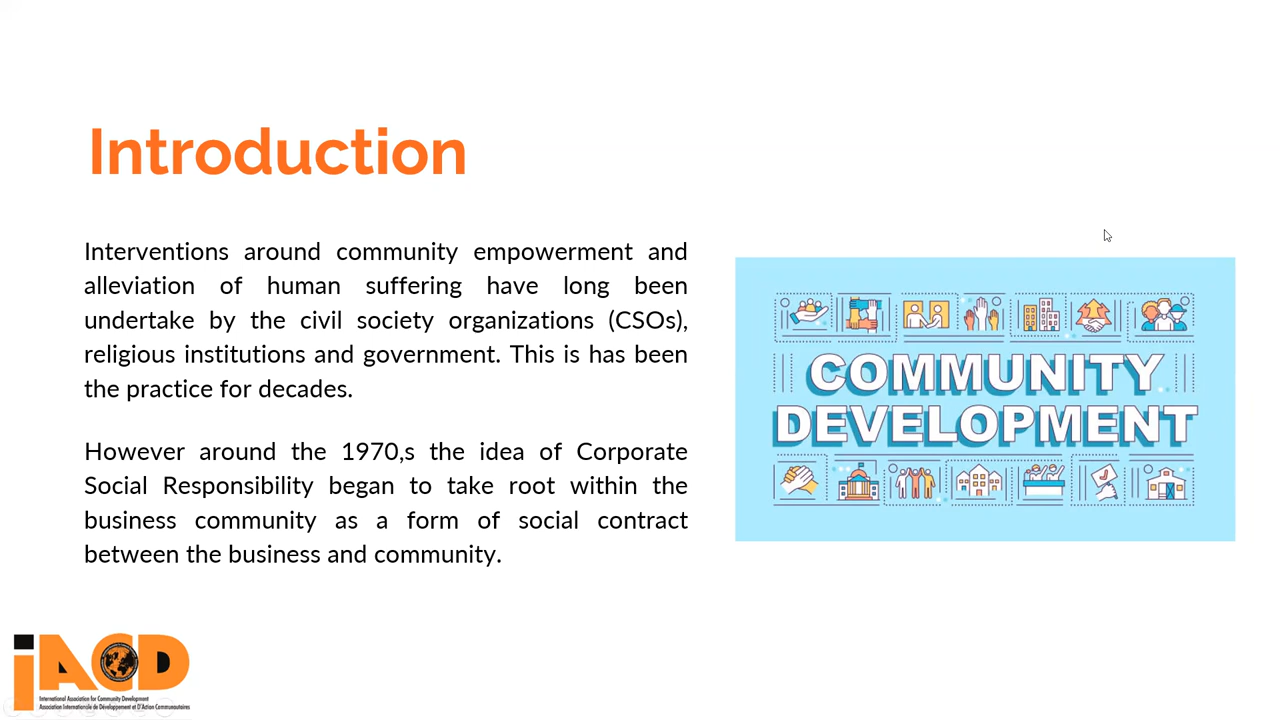 Introduction
Interventions around community empowerment and
alleviation of human suffering have long been
undertake by the civil society organizations (CSOs),
religious institutions and government. This is has been
the practice for decades.
However around the 1970,s the idea of Corporate
Social Responsibility began to take root within the
business community as a form of social contract
between the business and community.
COMMUNITY
DEVELOPMENT
iACD
International Association for Community Development
Association Internationale de Développement et D'Action Communautaires